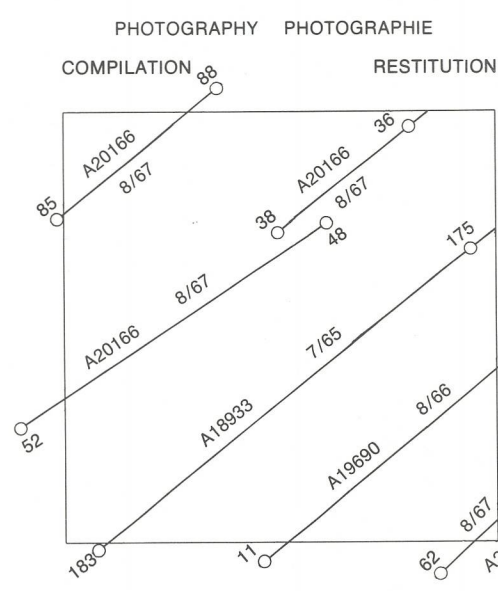 PHOTOGRAPHY PHOTOGRAPHIE
COMPILATION RESTITUTION
88
A20166
8/67
85
36
A20166
8/67
38
48
8/67
A20166
52
175
7/65
A18933
183
8/66
A19690
11
8/67
62